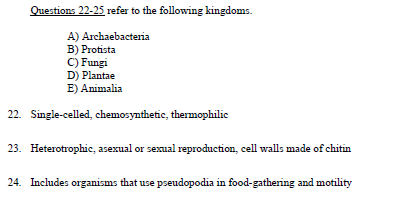 Questions 22-25 refer to the following kingdoms.
A) Archaebacteria
B) Protista
C) Fungi
D) Plantae
E) Animalia
22. Single-celled, chemosynthetic, thermophilic
23. Heterotrophic, asexual or sexual reproduction, cell walls made of chitin
24. Includes organisms that use pseudopodia in food-gathering and motility